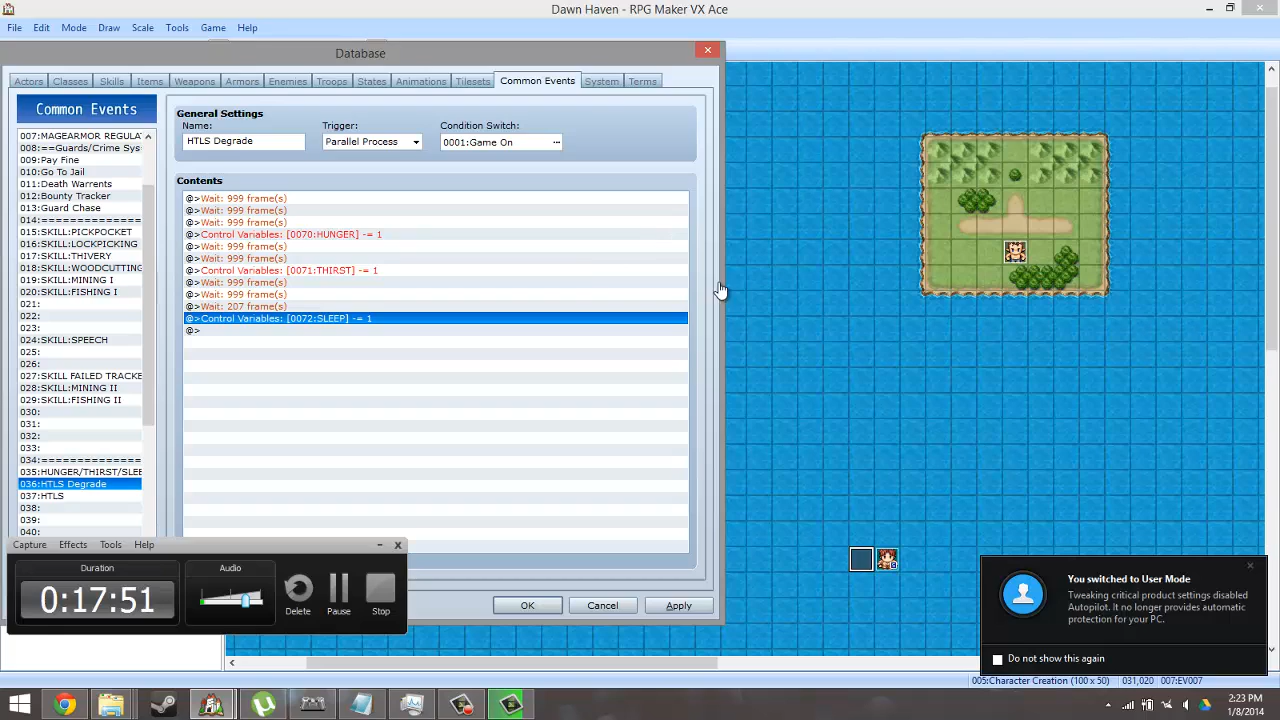 Dawn Haven - RPG Maker VX Ace
File Edit Mode Draw Scale Tools Game Help
Database
Actors Classes Skills Items Weapons Armors Enemies Troops States Animations Tilesets Common Events System Terms
Common Events
007:MAGEARMOR REGULA
008:==Guards/Crime Sys
009:Pay Fine
010:Go To Jail
011:Death Warrents
012:Bounty Tracker
013:Guard Chase
014:===============
015:SKILL:PICKPOCKET
016:SKILL:LOCKPICKING
017:SKILL:THIVERY
018:SKILL:WOODCUTTING
019:SKILL:MINING I
020:SKILL:FISHING I
021:
022:
023:
024:SKILL:SPEECH
025:
026:
027:SKILL FAILED TRACKE
028:SKILL:MINING II
029:SKILL:FISHING II
030:
031:
032:
033:
034:===============
035:HUNGER/THIRST/SLEE
036:HTLS Degrade
037:HTLS
038:
039:
040:
General Settings
Name: Trigger: Condition Switch:
HTLS Degrade Parallel Process 0001:Game On ...
Contents
@>Wait: 999 frame(s)
@>Wait: 999 frame(s)
@>Wait: 999 frame(s)
@>Control Variables: [0070:HUNGER] -= 1
@>Wait: 999 frame(s)
@>Wait: 999 frame(s)
@>Control Variables: [0071:THIRST] -= 1
@>Wait: 999 frame(s)
@>Wait: 999 frame(s)
@>Wait: 207 frame(s)
@>Control Variables: [0072:SLEEP] -= 1
@>
OK Cancel Apply
Capture Effects Tools Help
Duration
0:17:51
Audio
Delete Pause Stop
You switched to User Mode
Tweaking critical product settings disabled
Autopilot. It no longer provides automatic
protection for your PC.
Do not show this again
005:Character Creation (100 x 50) 031,020 007:EV007
2:23 PM
1/8/2014